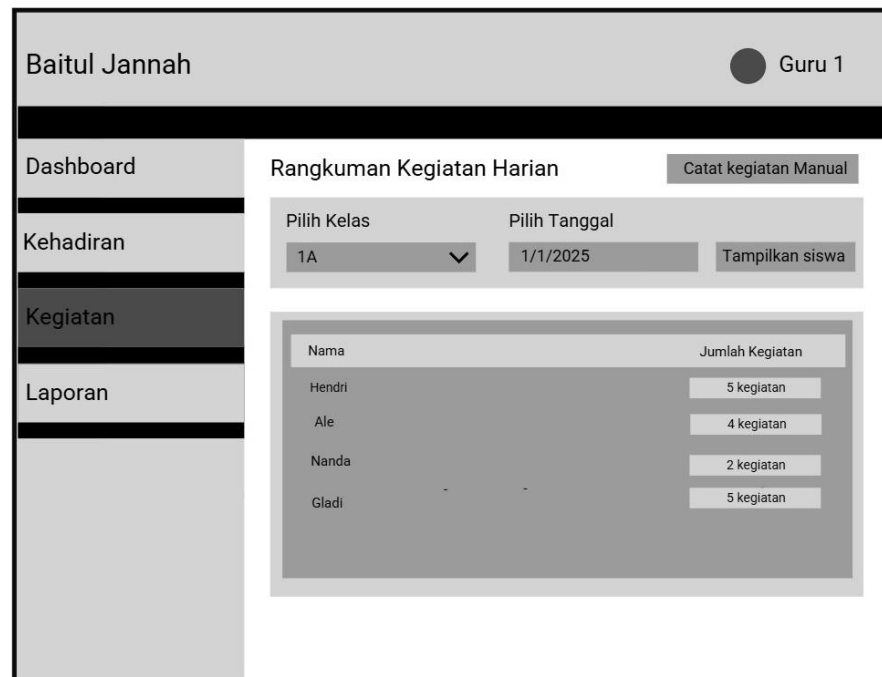 Baitul Jannah
Guru 1
Dashboard
Kehadiran
Kegiatan
Laporan
Rangkuman Kegiatan Harian
Catat kegiatan Manual
Pilih Kelas
Pilih Tanggal
1A
1/1/2025
Tampilkan siswa
Nama
Jumlah Kegiatan
Hendri
5 kegiatan
Ale
4 kegiatan
Nanda
2 kegiatan
- -
Gladi
5 kegiatan